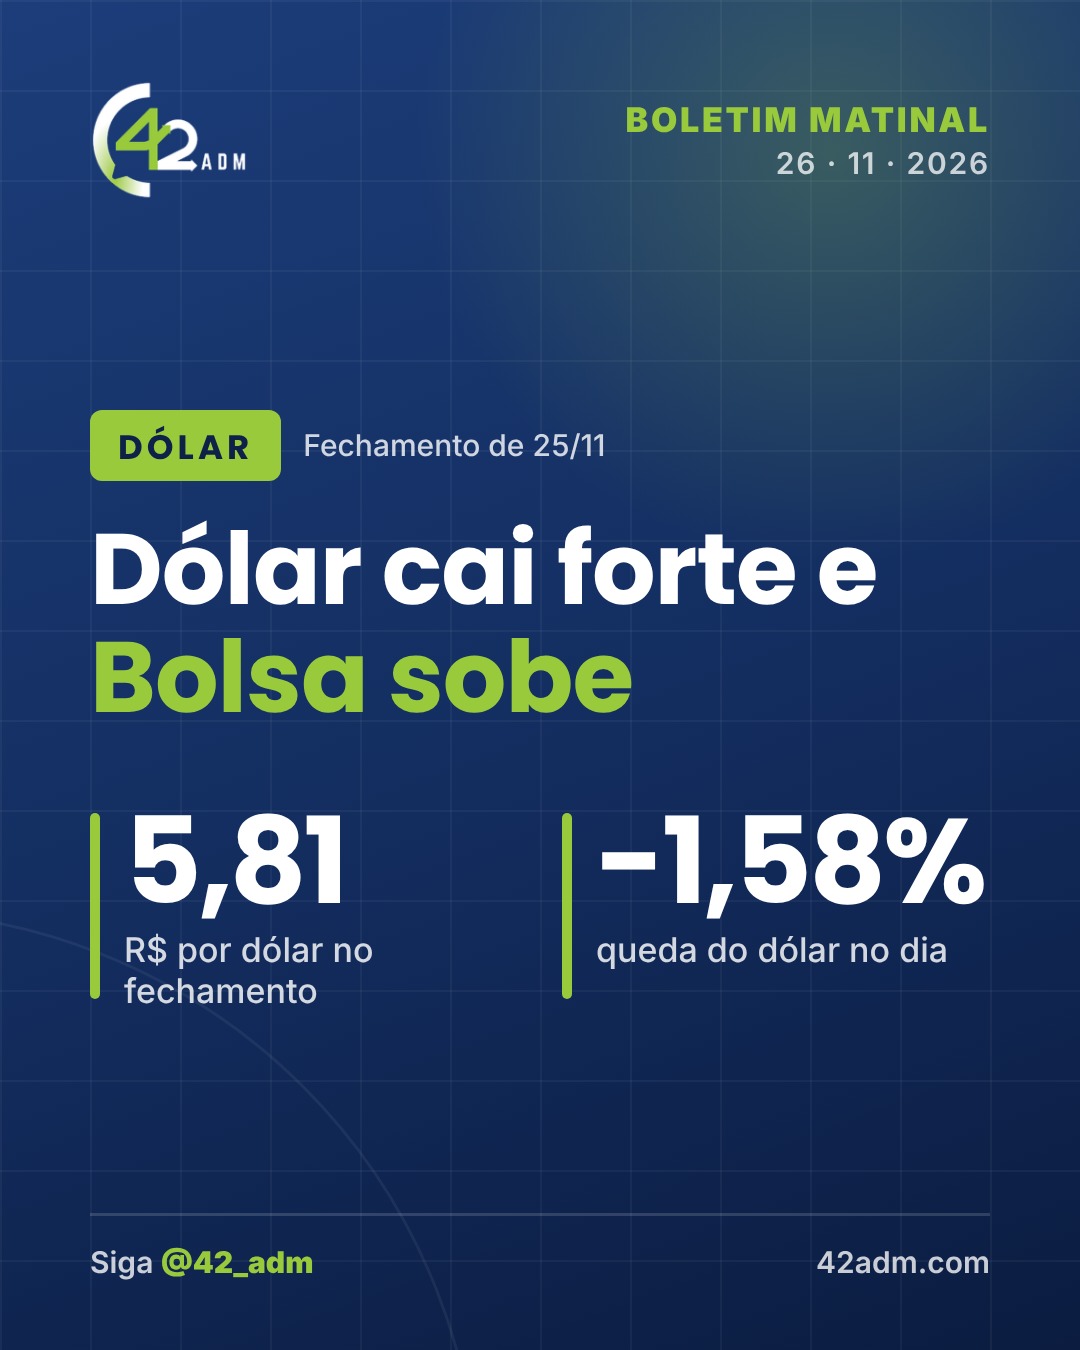 42 ADM
BOLETIM MATINAL
26 · 11 · 2026
DÓLAR
Fechamento de 25/11
Dólar cai forte e
Bolsa sobe
5,81
R$ por dólar no
fechamento
-1,58%
queda do dólar no dia
Siga @42_adm
42adm.com